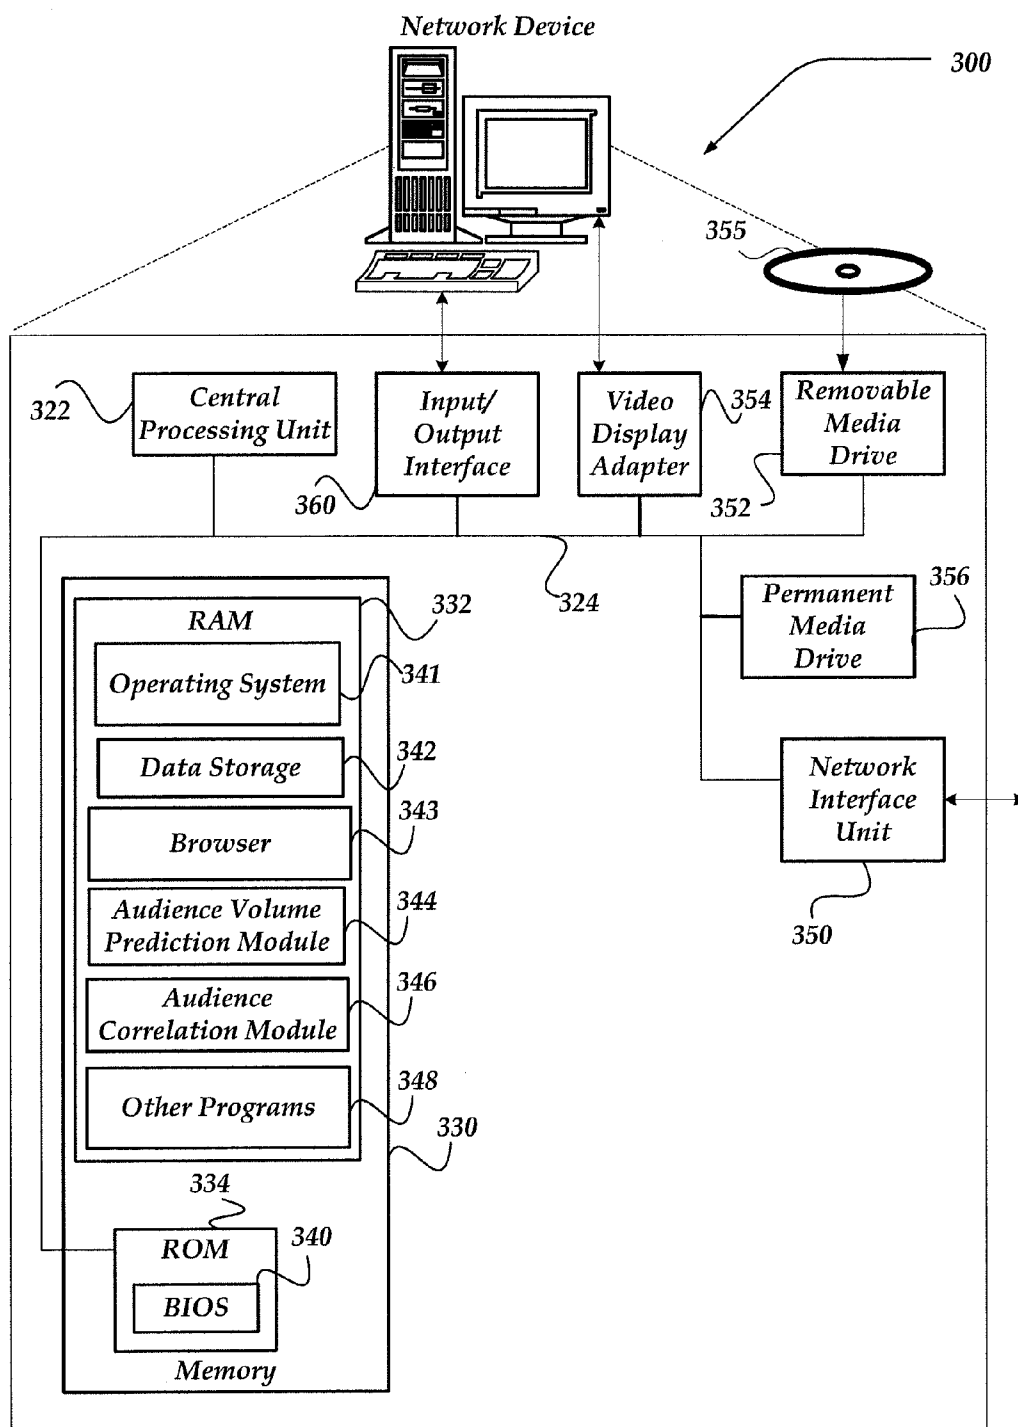 Network Device
300
355
322
Central
Processing Unit
Input/
Output
Interface
360
Video
Display
Adapter
354
Removable
Media
Drive
352
324
Permanent
Media
Drive
356
RAM
332
Operating System
341
Data Storage
342
Browser
343
Audience Volume
Prediction Module
344
Audience
Correlation Module
346
Other Programs
348
330
Network
Interface
Unit
350
334
ROM
340
BIOS
Memory